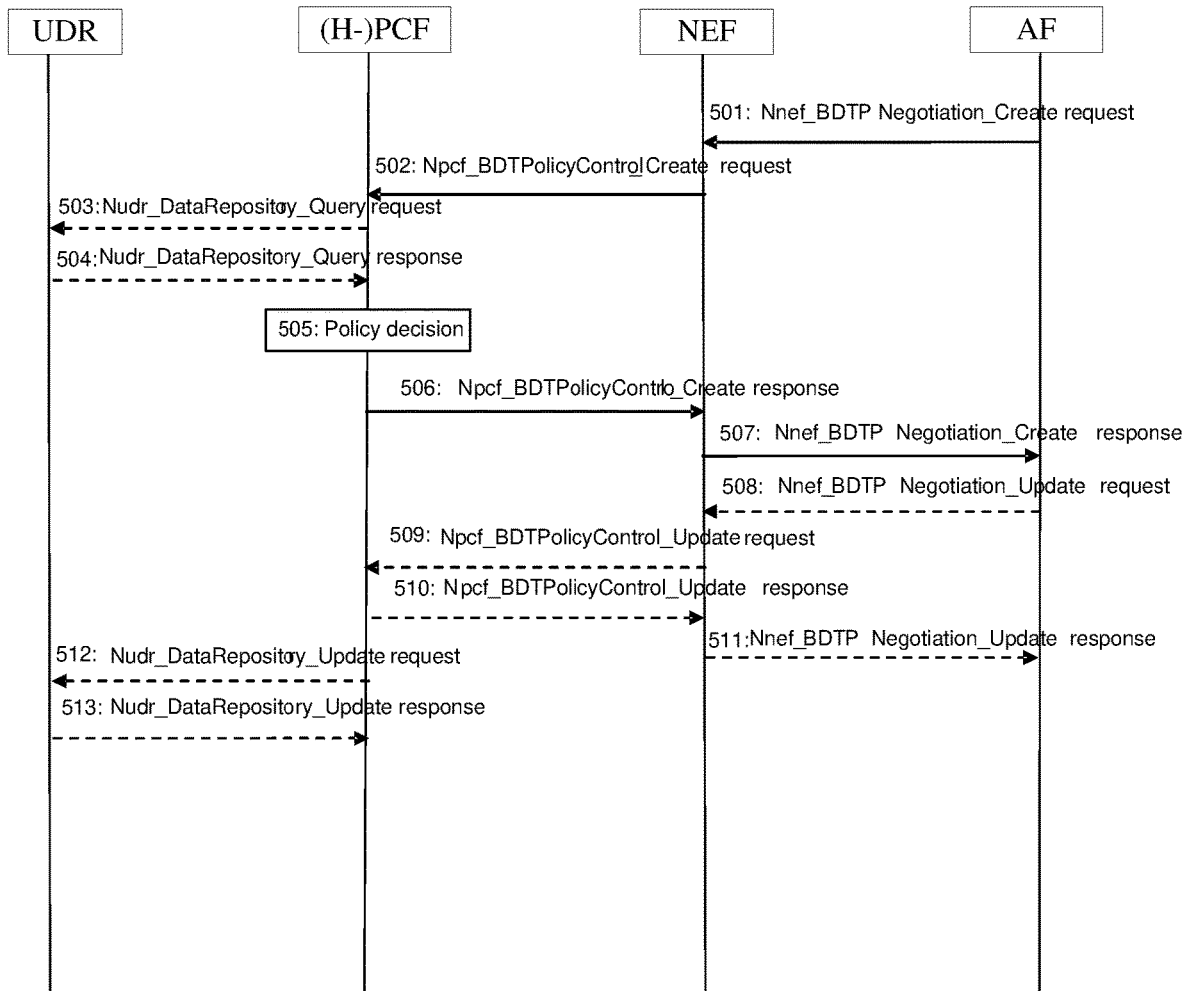 UDR
(H-)PCF
NEF
AF
501: Nnef_BDTP Negotiation_Create request
502: Npcf_BDTPolicyControl_Create request
503:Nudr_DataRepository_Query request
504:Nudr_DataRepository_Query response
505: Policy decision
506: Npcf_BDTPolicyContrlo_Create response
507: Nnef_BDTP Negotiation_Create response
508: Nnef_BDTP Negotiation_Update request
509: Npcf_BDTPolicyControl_Update request
510: Npcf_BDTPolicyControl_Update response
511:Nnef_BDTP Negotiation_Update response
512: Nudr_DataRepository_Update request
513: Nudr_DataRepository_Update response